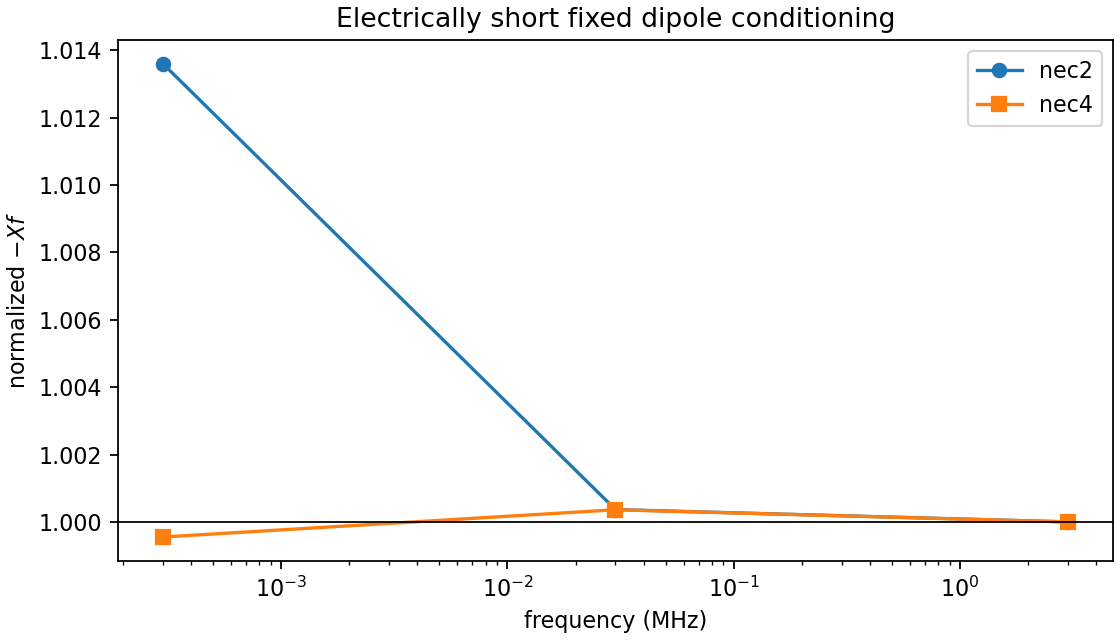 Electrically short fixed dipole conditioning
nec2
nec4
normalized −Xf
1.014
1.012
1.010
1.008
1.006
1.004
1.002
1.000
10⁻³
10⁻²
10⁻¹
10⁰
frequency (MHz)